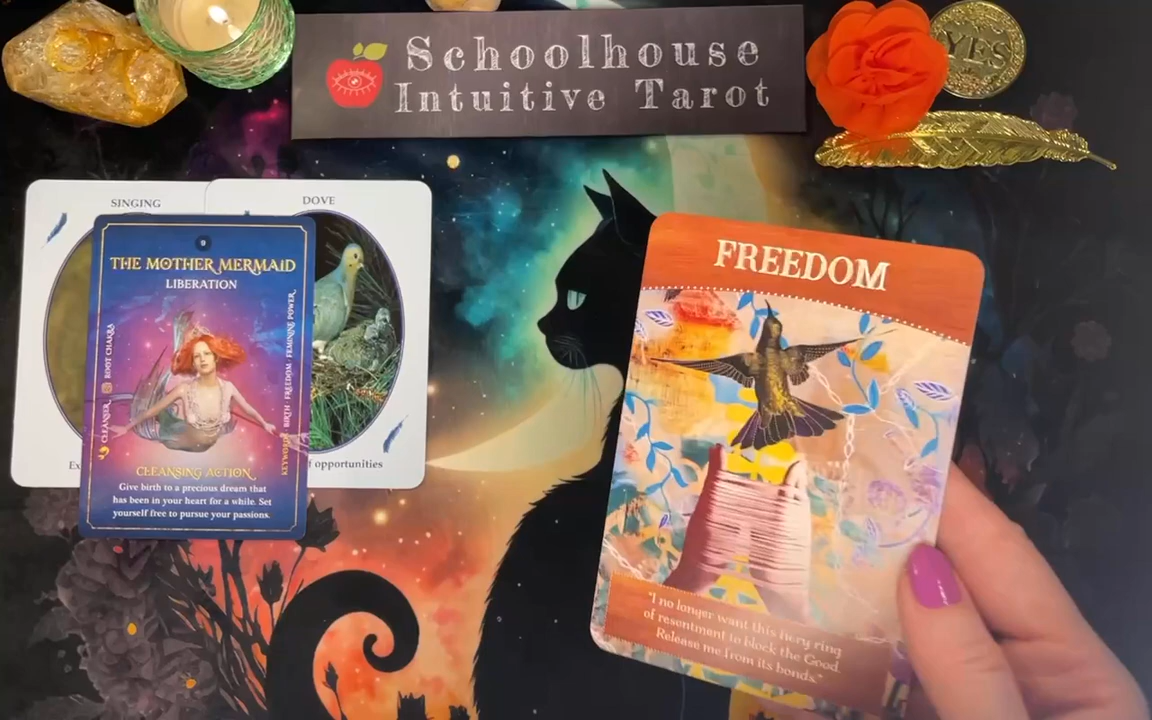 Schoolhouse
Intuitive Tarot
YES
SINGING
DOVE
THE MOTHER MERMAID
LIBERATION
CLEANSER
ROOT CHAKRA
KEYWORDS · BIRTH · FREEDOM · FEMININE POWER
CLEANSING ACTION
Give birth to a precious dream that
has been in your heart for a while. Set
yourself free to pursue your passions.
Ex
f opportunities
FREEDOM
"I no longer want this fiery ring
of resentment to block the Good.
Release me from its bonds."